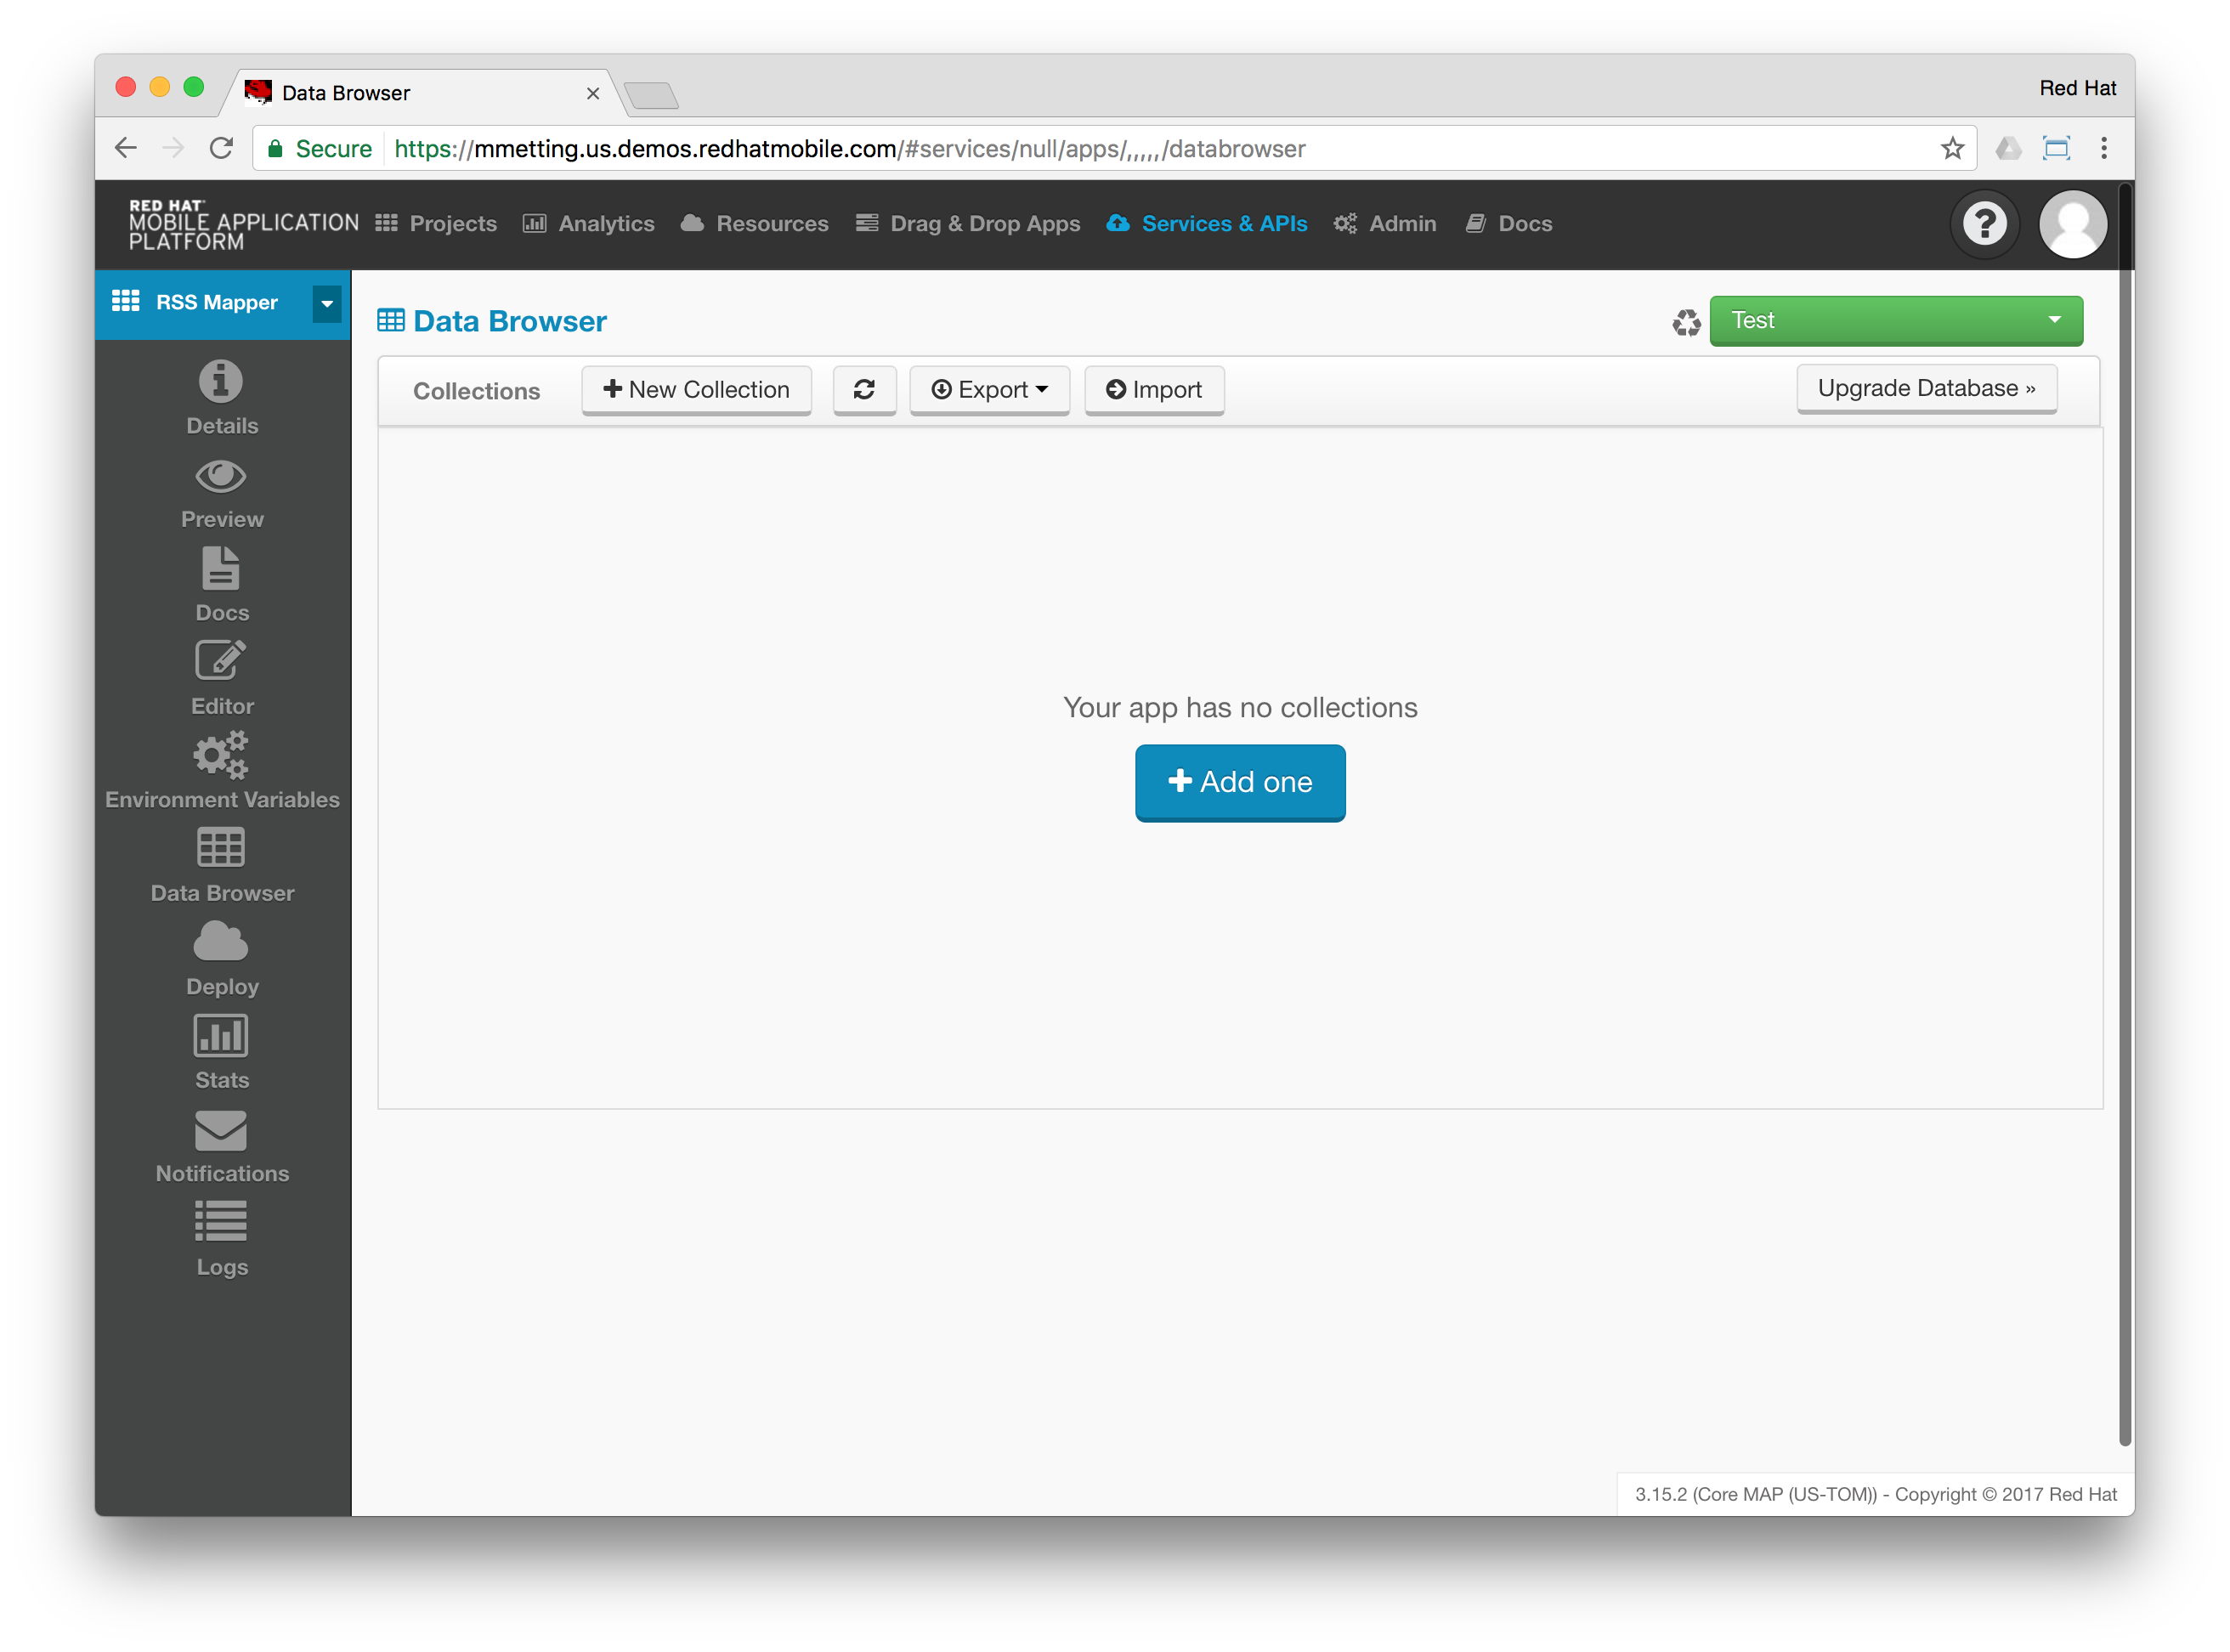 Data Browser
Red Hat
Secure https://mmetting.us.demos.redhatmobile.com/#services/null/apps/,,,,,/databrowser
RED HAT®
MOBILE APPLICATION
PLATFORM
Projects
Analytics
Resources
Drag & Drop Apps
Services & APIs
Admin
Docs
?
RSS Mapper
Details
Preview
Docs
Editor
Environment Variables
Data Browser
Deploy
Stats
Notifications
Logs
Data Browser
Test
Collections
New Collection
Export
Import
Upgrade Database »
Your app has no collections
Add one
3.15.2 (Core MAP (US-TOM)) - Copyright © 2017 Red Hat